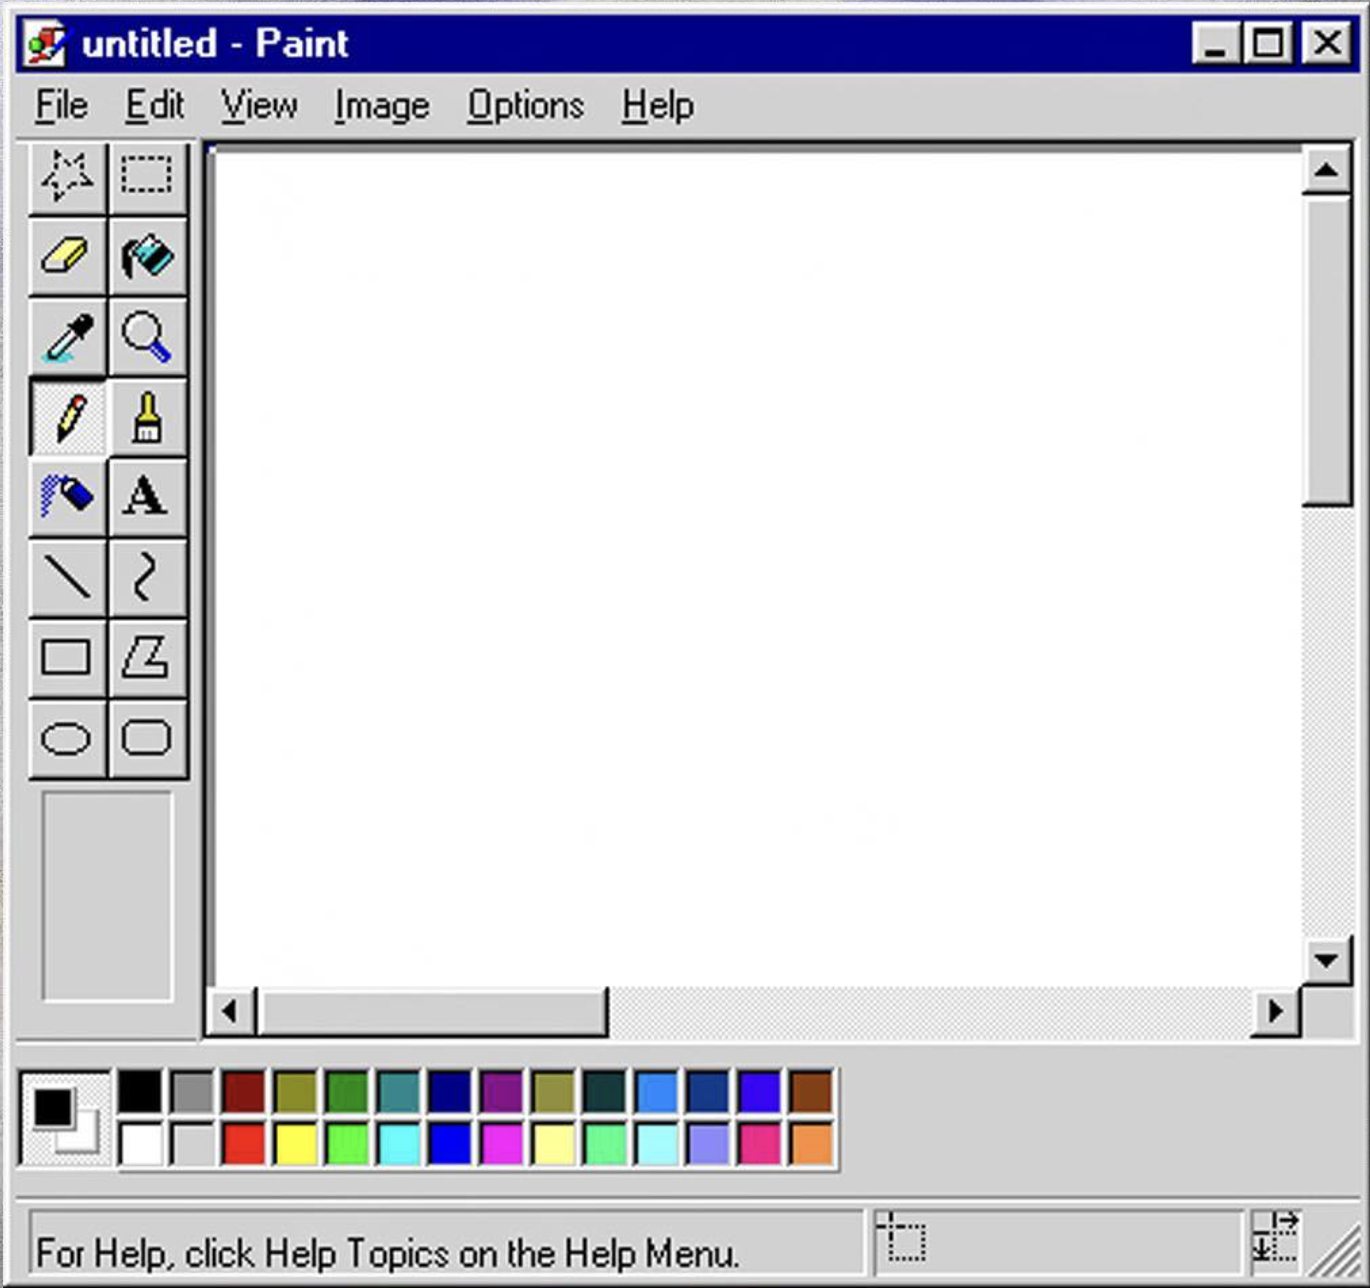 untitled - Paint
File Edit View Image Options Help
A
For Help, click Help Topics on the Help Menu.